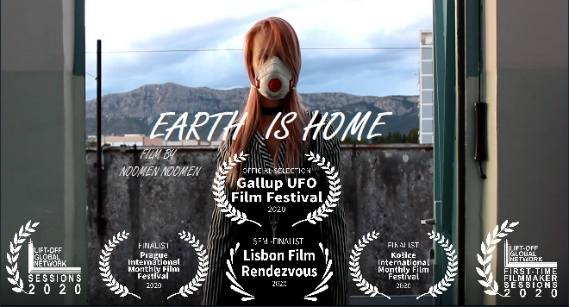 EARTH IS HOME
FILM BY
NOOMEN NOOMEN
OFFICIAL SELECTION
Gallup UFO
Film Festival
2020
LIFT-OFF
GLOBAL
NETWORK
SESSIONS
2020
FINALIST
Prague
International
Monthly Film
Festival
2020
SEMI-FINALIST
Lisbon Film
Rendezvous
2020
FINALIST
Košice
International
Monthly Film
Festival
2020
LIFT-OFF
GLOBAL
NETWORK
FIRST-TIME
FILMMAKER
SESSIONS
2020